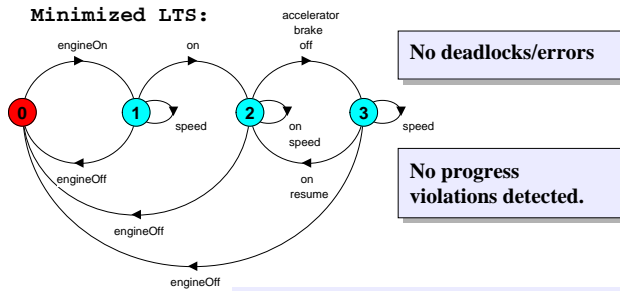 Minimized LTS:
accelerator
brake
off
engineOn
on
No deadlocks/errors
0
1
2
3
speed
on
speed
speed
engineOff
on
resume
No progress
violations detected.
engineOff
engineOff